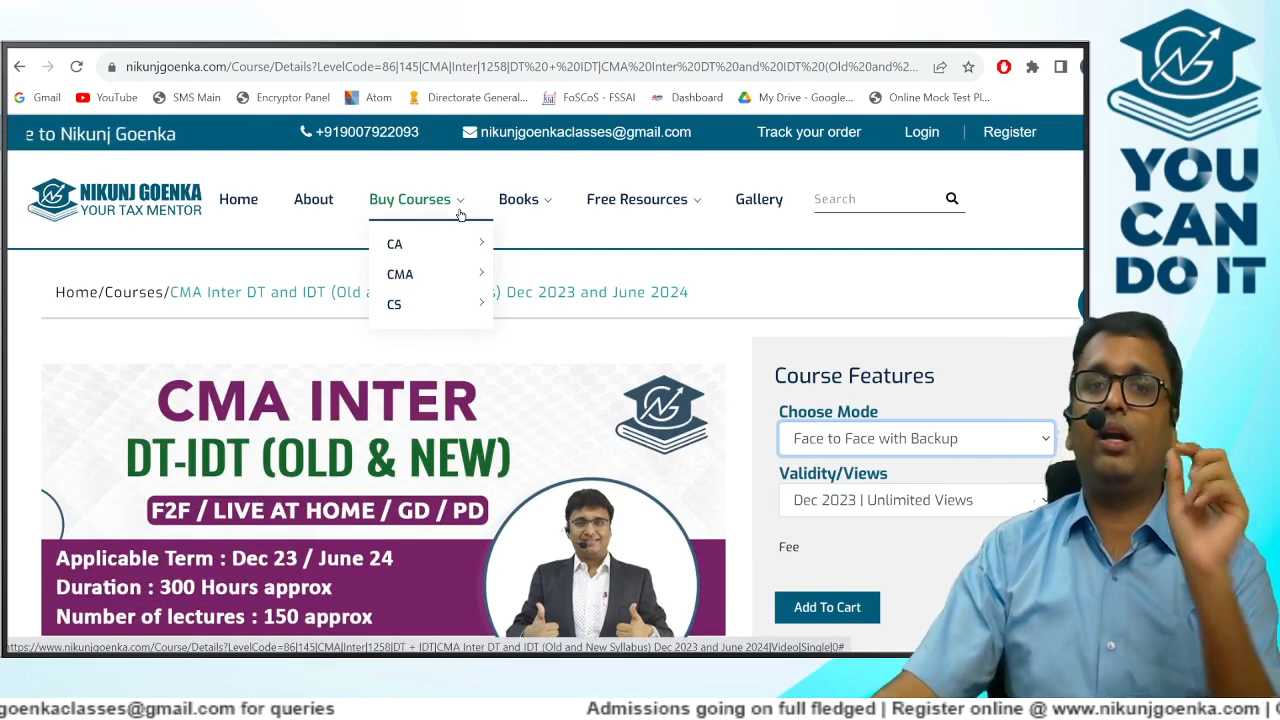 nikunjgoenka.com/Course/Details?LevelCode=86|145|CMA|Inter|1258|DT%20+%20IDT|CMA%20Inter%20DT%20and%20IDT%20(Old%20and%2...
Gmail YouTube SMS Main Encryptor Panel Atom Directorate General... FoSCoS - FSSAI Dashboard My Drive - Google... Online Mock Test Pl...
e to Nikunj Goenka +919007922093 nikunjgoenkaclasses@gmail.com Track your order Login | Register
NIKUNJ GOENKA
YOUR TAX MENTOR
Home About Buy Courses Books Free Resources Gallery Search
CA
CMA
CS
Home/Courses/CMA Inter DT and IDT (Old s) Dec 2023 and June 2024
CMA INTER
DT-IDT (OLD & NEW)
F2F / LIVE AT HOME / GD / PD
Applicable Term : Dec 23 / June 24
Duration : 300 Hours approx
Number of lectures : 150 approx
Course Features
Choose Mode
Face to Face with Backup
Validity/Views
Dec 2023 | Unlimited Views
Fee
Add To Cart
https://www.nikunjgoenka.com/Course/Details?LevelCode=86|145|CMA|Inter|1258|DT + IDT|CMA Inter DT and IDT (Old and New Syllabus) Dec 2023 and June 2024|Video|Single|0#
YOU
CAN
DO IT
goenkaclasses@gmail.com for queries Admissions going on full fledged | Register online @ www.nikunjgoenka.com |